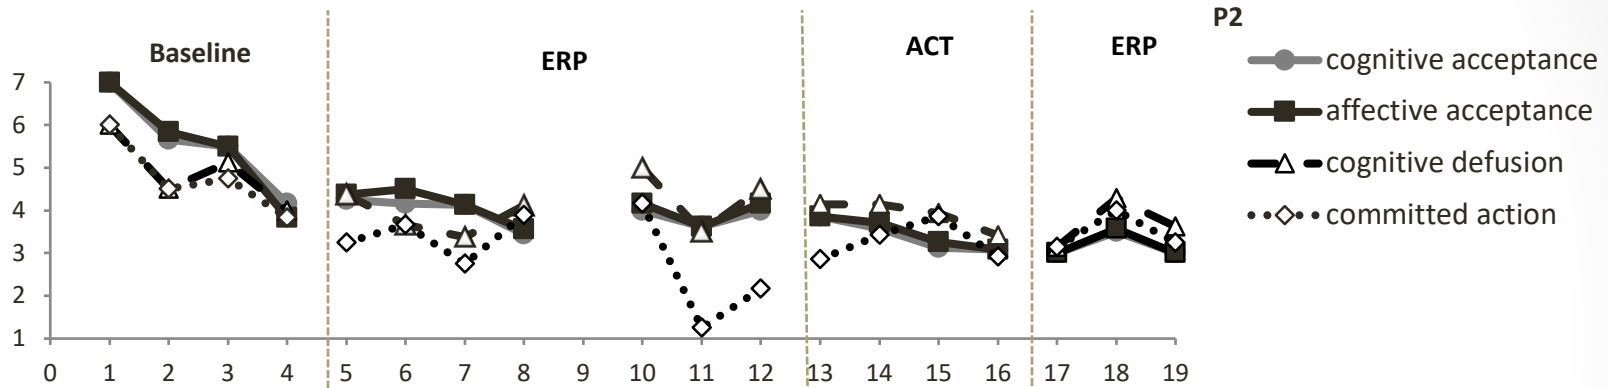 P2
Baseline
ERP
ACT
ERP
cognitive acceptance
affective acceptance
cognitive defusion
committed action
7
6
5
4
3
2
1
0 1 2 3 4 5 6 7 8 9 10 11 12 13 14 15 16 17 18 19